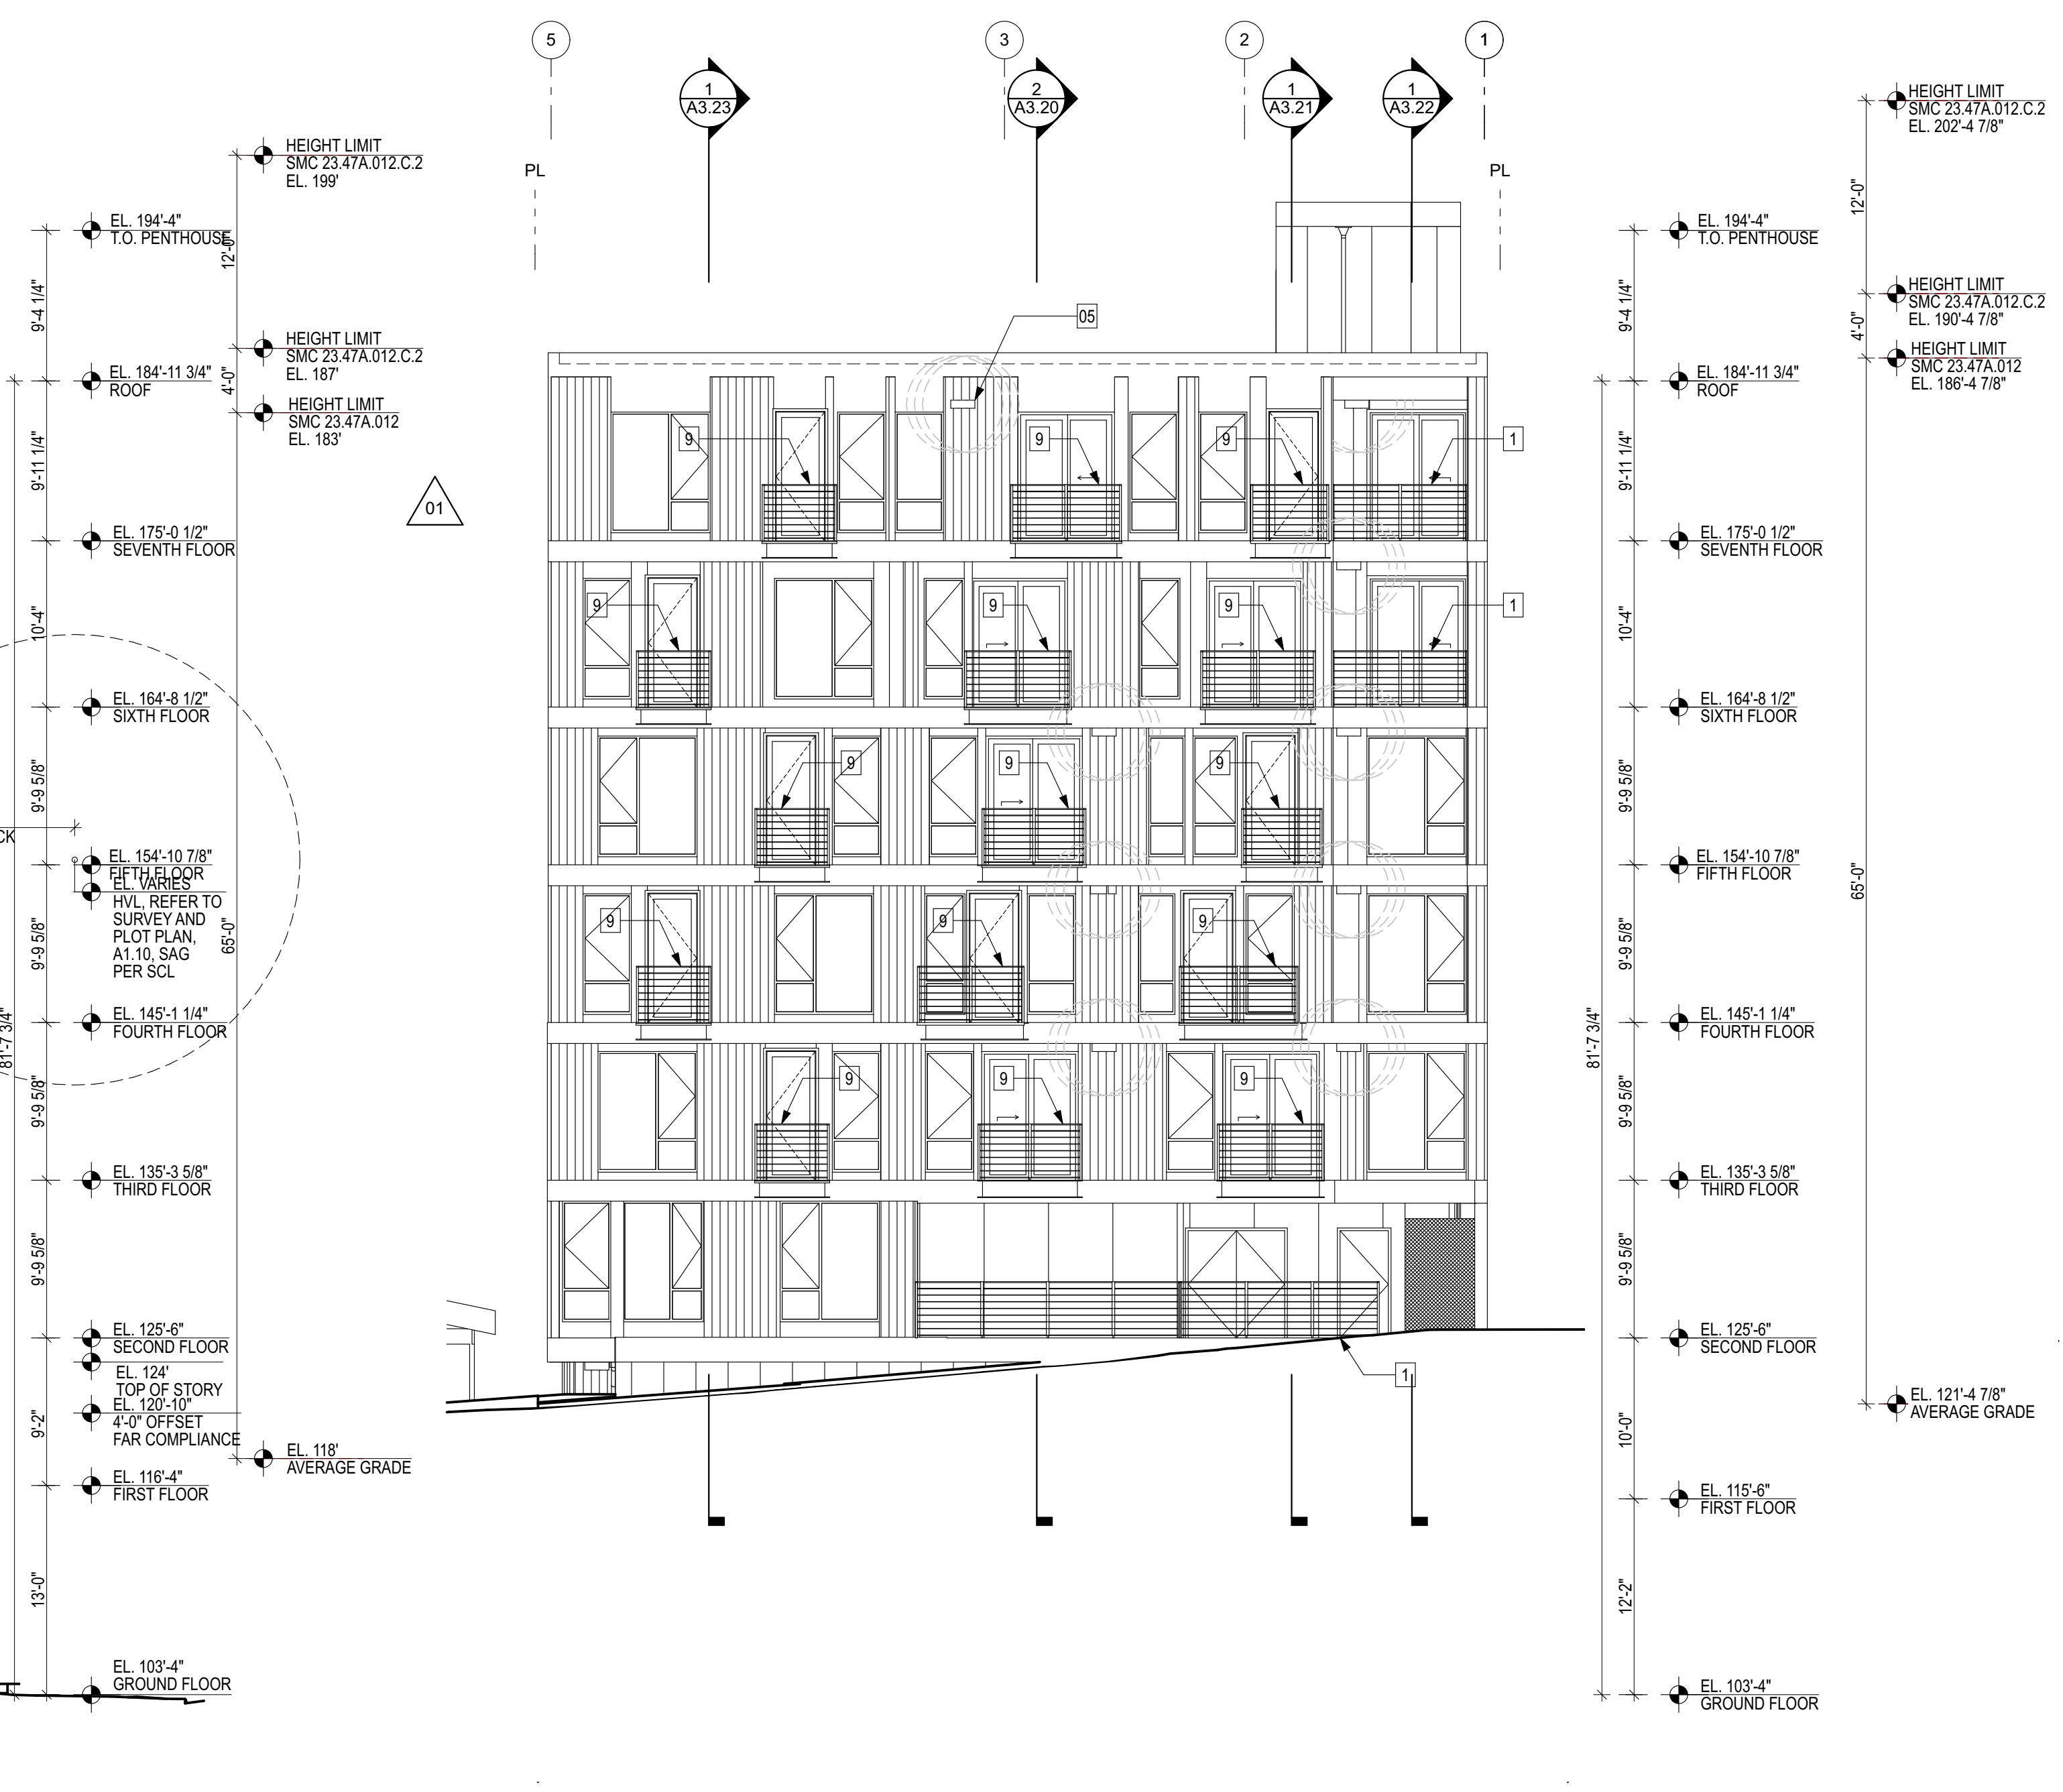 5
3
2
1
1
A3.23
2
A3.20
1
A3.21
1
A3.22
PL
PL
HEIGHT LIMIT
SMC 23.47A.012.C.2
EL. 199'
EL. 194'-4"
T.O. PENTHOUSE
12'-0"
9'-4 1/4"
HEIGHT LIMIT
SMC 23.47A.012.C.2
EL. 187'
EL. 184'-11 3/4"
ROOF
4'-0"
HEIGHT LIMIT
SMC 23.47A.012
EL. 183'
9'-11 1/4"
01
EL. 175'-0 1/2"
SEVENTH FLOOR
10'-4"
EL. 164'-8 1/2"
SIXTH FLOOR
9'-9 5/8"
CK
EL. 154'-10 7/8"
FIFTH FLOOR
EL. VARIES
HVL, REFER TO
SURVEY AND
PLOT PLAN,
A1.10, SAG
PER SCL
9'-9 5/8"
65'-0"
EL. 145'-1 1/4"
FOURTH FLOOR
81'-7 3/4"
9'-9 5/8"
EL. 135'-3 5/8"
THIRD FLOOR
9'-9 5/8"
EL. 125'-6"
SECOND FLOOR
EL. 124'
TOP OF STORY
EL. 120'-10"
4'-0" OFFSET
FAR COMPLIANCE
9'-2"
EL. 118'
AVERAGE GRADE
EL. 116'-4"
FIRST FLOOR
13'-0"
EL. 103'-4"
GROUND FLOOR
05
9
9
9
1
9
9
9
1
9
9
9
9
9
9
9
9
9
1
HEIGHT LIMIT
SMC 23.47A.012.C.2
EL. 202'-4 7/8"
12'-0"
EL. 194'-4"
T.O. PENTHOUSE
9'-4 1/4"
HEIGHT LIMIT
SMC 23.47A.012.C.2
EL. 190'-4 7/8"
4'-0"
HEIGHT LIMIT
SMC 23.47A.012
EL. 186'-4 7/8"
EL. 184'-11 3/4"
ROOF
9'-11 1/4"
EL. 175'-0 1/2"
SEVENTH FLOOR
10'-4"
EL. 164'-8 1/2"
SIXTH FLOOR
9'-9 5/8"
EL. 154'-10 7/8"
FIFTH FLOOR
65'-0"
9'-9 5/8"
EL. 145'-1 1/4"
FOURTH FLOOR
81'-7 3/4"
9'-9 5/8"
EL. 135'-3 5/8"
THIRD FLOOR
9'-9 5/8"
EL. 125'-6"
SECOND FLOOR
EL. 121'-4 7/8"
AVERAGE GRADE
10'-0"
EL. 115'-6"
FIRST FLOOR
12'-2"
EL. 103'-4"
GROUND FLOOR